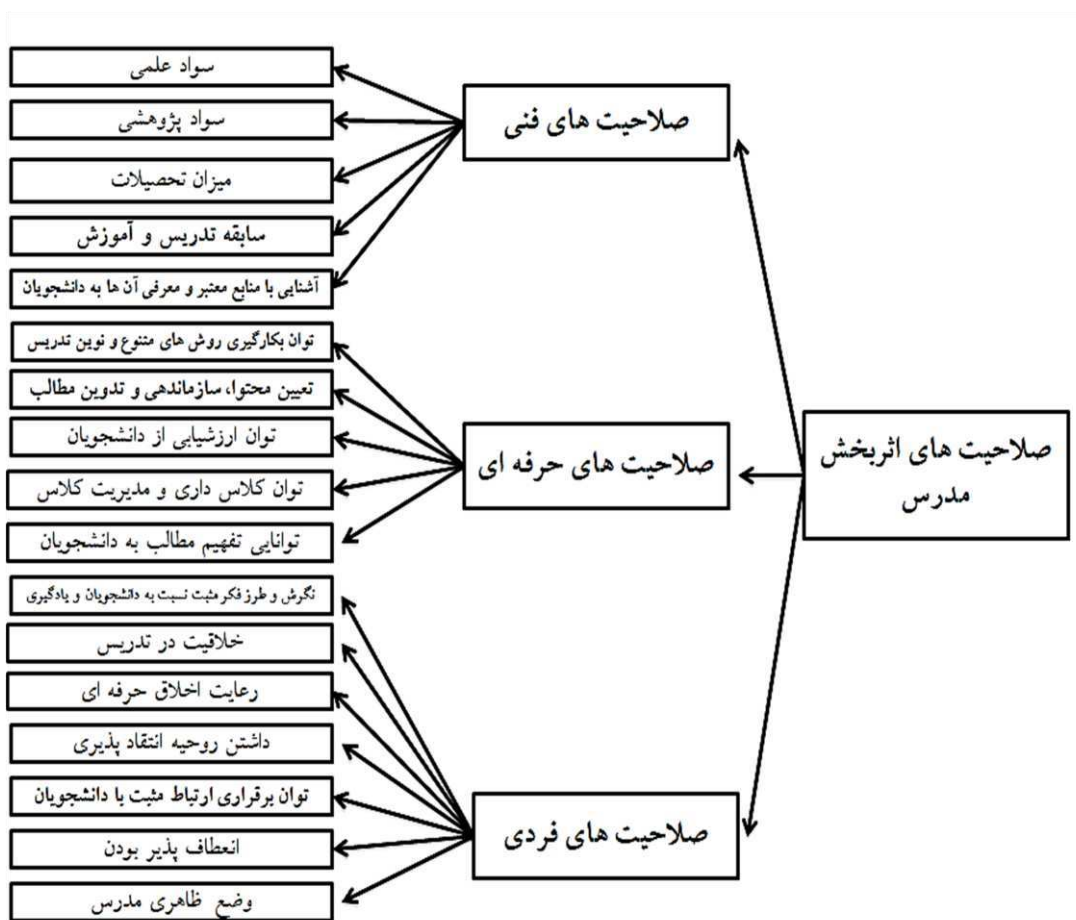 صلاحیت های اثربخش
مدرس
صلاحیت های فنی
سواد علمی
سواد پژوهشی
میزان تحصیلات
سابقه تدریس و آموزش
آشنایی با منابع معتبر و معرفی آن ها به دانشجویان
صلاحیت های حرفه ای
توان بکارگیری روش های متنوع و نوین تدریس
تعیین محتوا، سازماندهی و تدوین مطالب
توان ارزشیابی از دانشجویان
توان کلاس داری و مدیریت کلاس
توانایی تفهیم مطالب به دانشجویان
صلاحیت های فردی
نگرش و طرز فکر مثبت نسبت به دانشجویان و یادگیری
خلاقیت در تدریس
رعایت اخلاق حرفه ای
داشتن روحیه انتقاد پذیری
توان برقراری ارتباط مثبت با دانشجویان
انعطاف پذیر بودن
وضع ظاهری مدرس